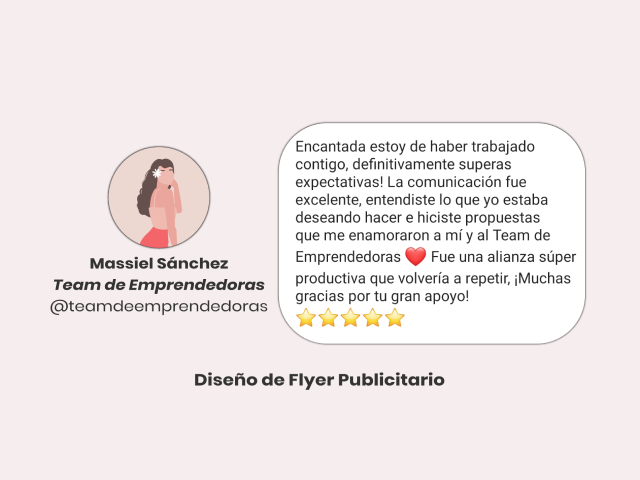 Massiel Sánchez
Team de Emprendedoras
@teamdeemprendedoras
Encantada estoy de haber trabajado
contigo, definitivamente superas
expectativas! La comunicación fue
excelente, entendiste lo que yo estaba
deseando hacer e hiciste propuestas
que me enamoraron a mí y al Team de
Emprendedoras ❤️ Fue una alianza súper
productiva que volvería a repetir, ¡Muchas
gracias por tu gran apoyo!
⭐⭐⭐⭐⭐
Diseño de Flyer Publicitario